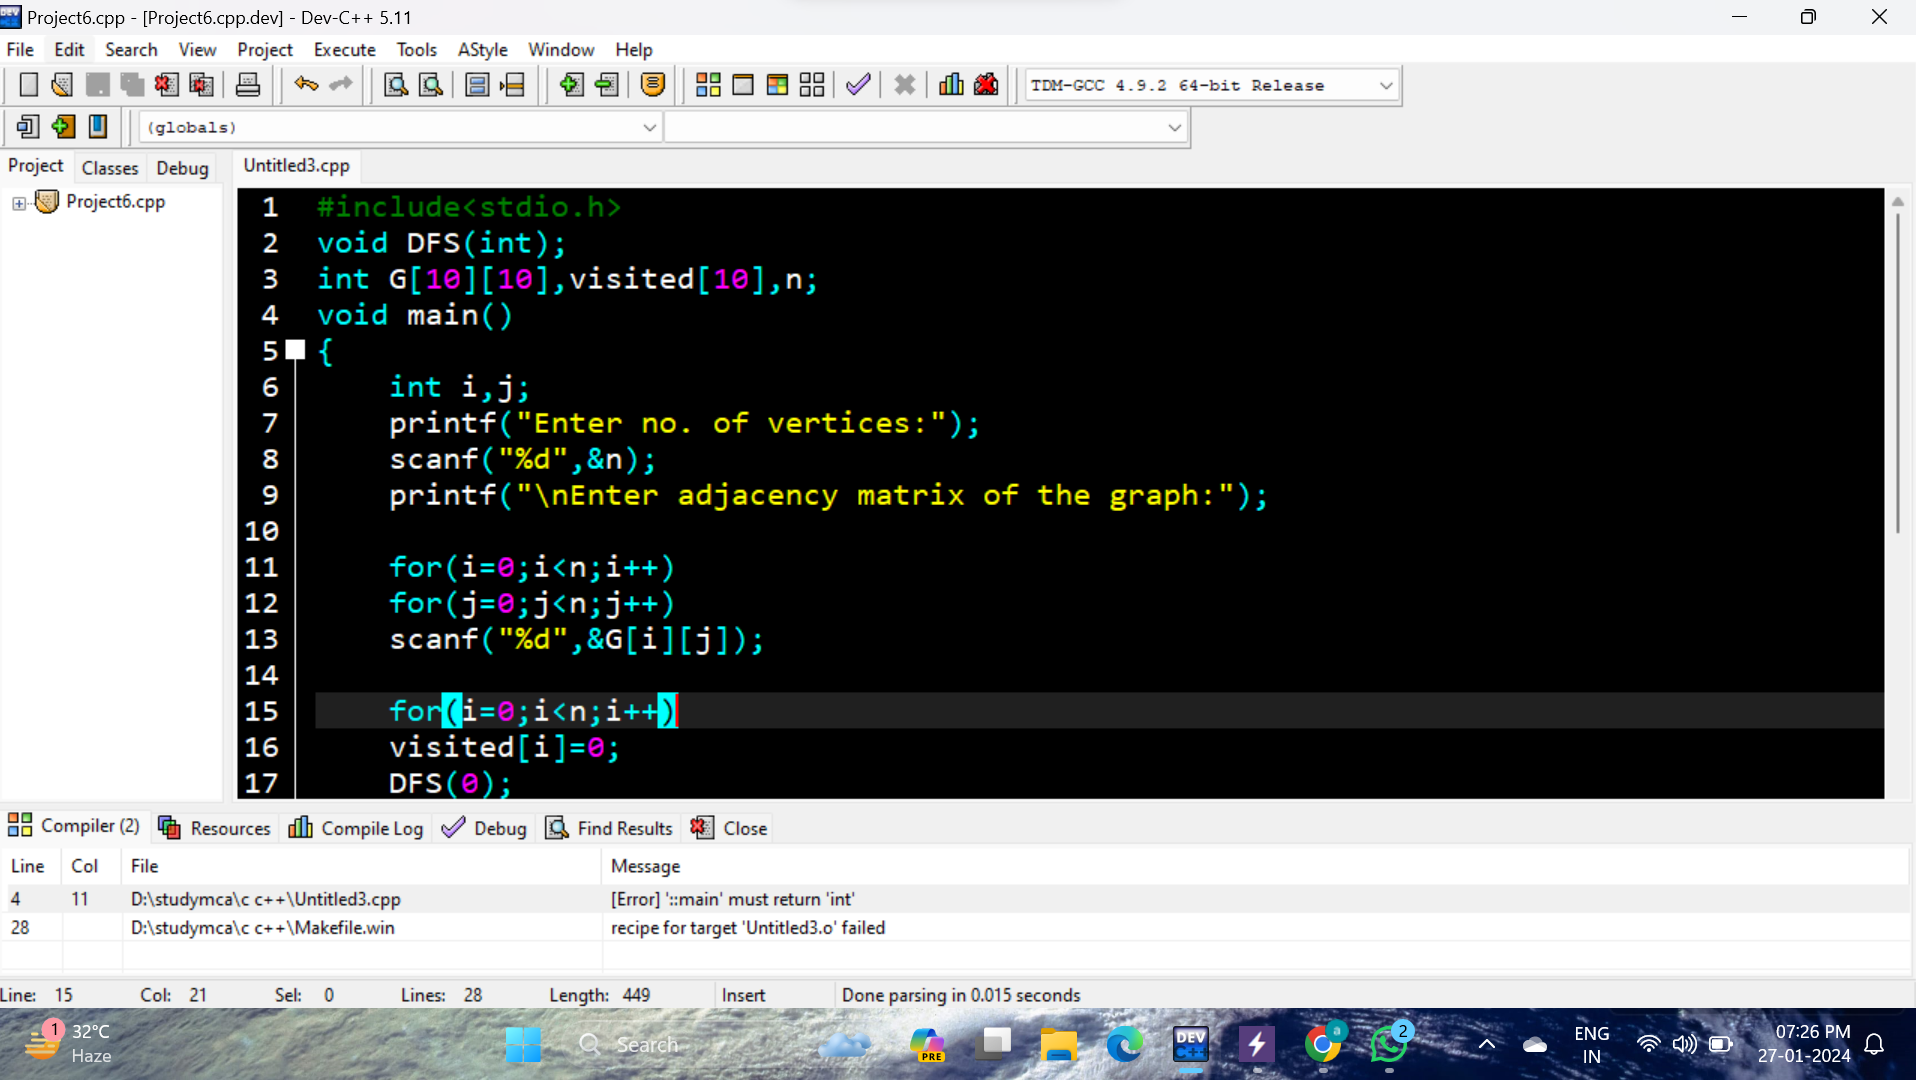 Project6.cpp - [Project6.cpp.dev] - Dev-C++ 5.11
File Edit Search View Project Execute Tools AStyle Window Help
TDM-GCC 4.9.2 64-bit Release
(globals)
Project Classes Debug
Untitled3.cpp
Project6.cpp
1 #include<stdio.h>
2 void DFS(int);
3 int G[10][10],visited[10],n;
4 void main()
5 {
6 int i,j;
7 printf("Enter no. of vertices:");
8 scanf("%d",&n);
9 printf("\nEnter adjacency matrix of the graph:");
10
11 for(i=0;i<n;i++)
12 for(j=0;j<n;j++)
13 scanf("%d",&G[i][j]);
14
15 for(i=0;i<n;i++)
16 visited[i]=0;
17 DFS(0);
Compiler (2) Resources Compile Log Debug Find Results Close
Line Col File Message
4 11 D:\studymca\c c++\Untitled3.cpp [Error] '::main' must return 'int'
28 D:\studymca\c c++\Makefile.win recipe for target 'Untitled3.o' failed
Line: 15 Col: 21 Sel: 0 Lines: 28 Length: 449 Insert Done parsing in 0.015 seconds
1
32°C
Haze
Search
PRE
DEV
C++
a
2
ENG
IN
07:26 PM
27-01-2024